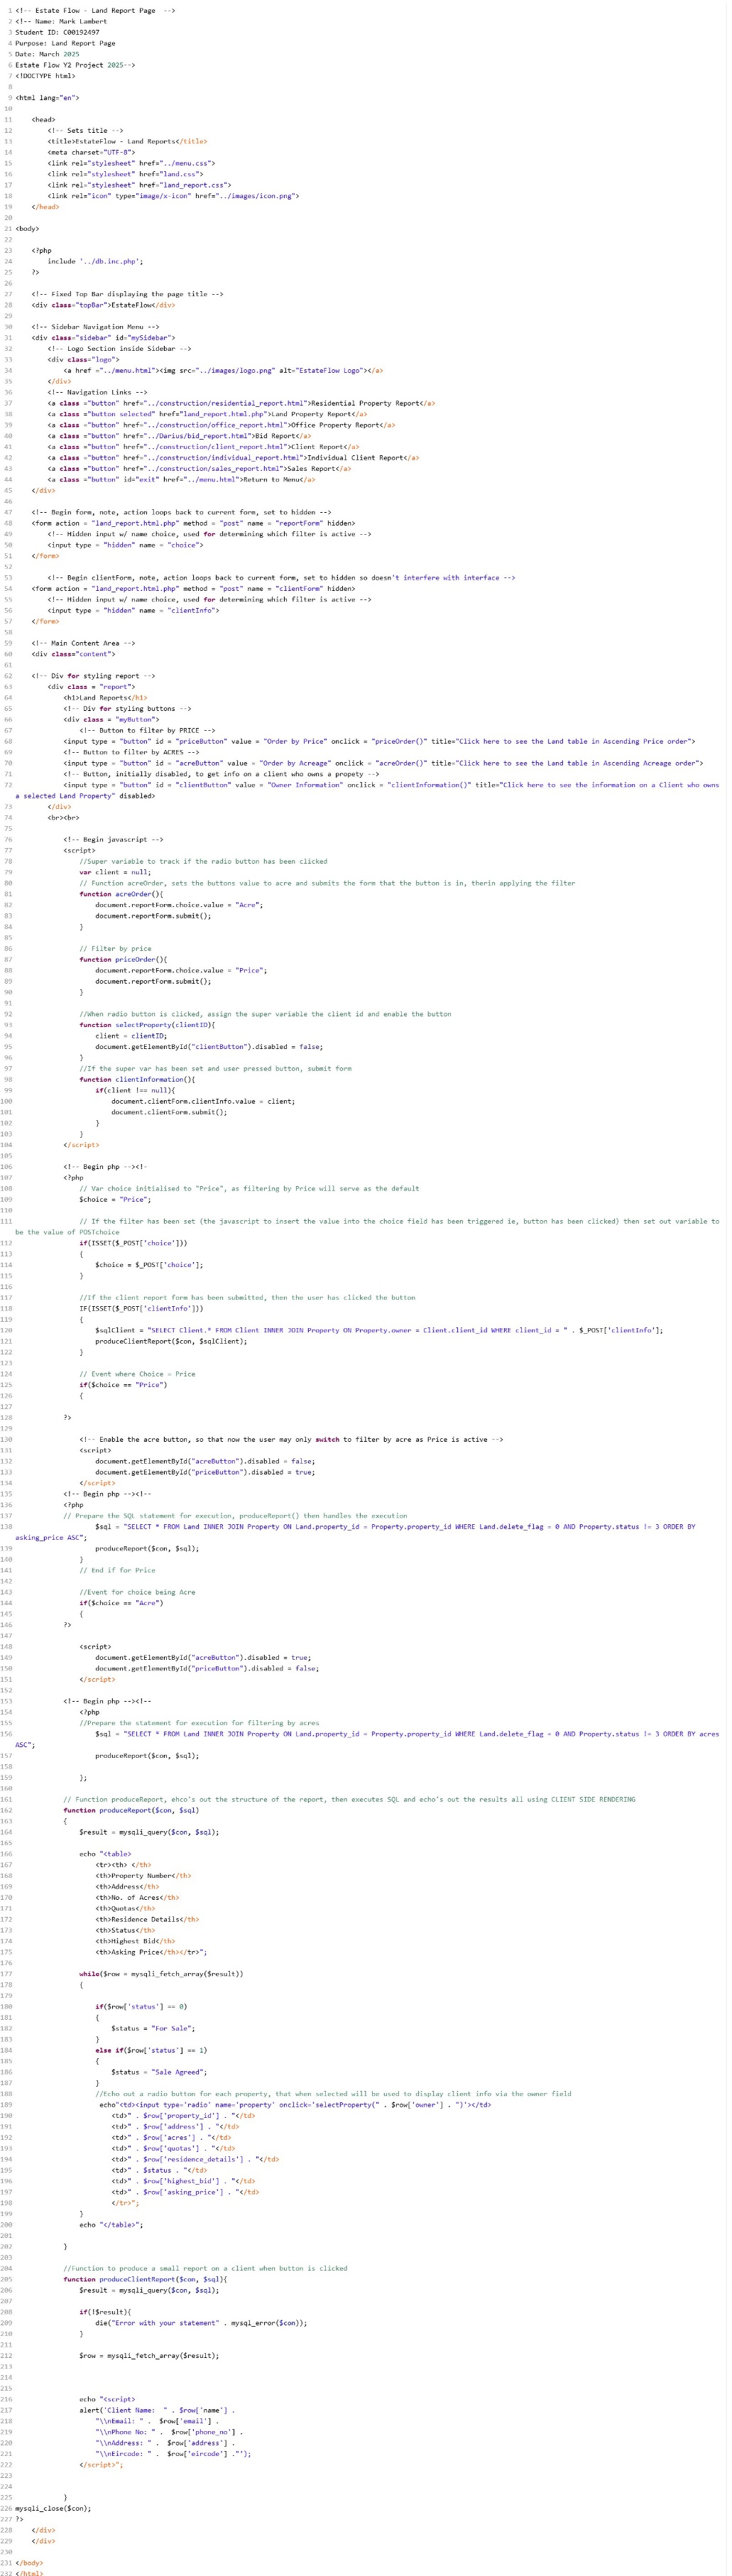 1 <!-- Estate Flow - Land Report Page  -->
2 <!-- Name: Mark Lambert
3 Student ID: C00192497
4 Purpose: Land Report Page
5 Date: March 2025
6 Estate Flow Y2 Project 2025-->
7 <!DOCTYPE html>
8
9 <html lang="en">
10
11     <head>
12         <!-- Sets title -->
13         <title>EstateFlow - Land Reports</title>
14         <meta charset="UTF-8">
15         <link rel="stylesheet" href="../menu.css">
16         <link rel="stylesheet" href="land.css">
17         <link rel="stylesheet" href="land_report.css">
18         <link rel="icon" type="image/x-icon" href="../images/icon.png">
19     </head>
20
21 <body>
22
23     <?php
24         include '../db.inc.php';
25     ?>
26
27     <!-- Fixed Top Bar displaying the page title -->
28     <div class="topBar">EstateFlow</div>
29
30     <!-- Sidebar Navigation Menu -->
31     <div class="sidebar" id="mySidebar">
32         <!-- Logo Section inside Sidebar -->
33         <div class="logo">
34             <a href ="../menu.html"><img src="../images/logo.png" alt="EstateFlow Logo"></a>
35         </div>
36         <!-- Navigation Links -->
37         <a class ="button" href="../construction/residential_report.html">Residential Property Report</a>
38         <a class ="button selected" href="land_report.html.php">Land Property Report</a>
39         <a class ="button" href="../construction/office_report.html">Office Property Report</a>
40         <a class ="button" href="../Darius/bid_report.html">Bid Report</a>
41         <a class ="button" href="../construction/client_report.html">Client Report</a>
42         <a class ="button" href="../construction/individual_report.html">Individual Client Report</a>
43         <a class ="button" href="../construction/sales_report.html">Sales Report</a>
44         <a class ="button" id="exit" href="../menu.html">Return to Menu</a>
45     </div>
46
47     <!-- Begin form, note, action loops back to current form, set to hidden -->
48     <form action = "land_report.html.php" method = "post" name = "reportForm" hidden>
49         <!-- Hidden input w/ name choice, used for determining which filter is active -->
50         <input type = "hidden" name = "choice">
51     </form>
52
53         <!-- Begin clientForm, note, action loops back to current form, set to hidden so doesn't interfere with interface -->
54     <form action = "land_report.html.php" method = "post" name = "clientForm" hidden>
55         <!-- Hidden input w/ name choice, used for determining which filter is active -->
56         <input type = "hidden" name = "clientInfo">
57     </form>
58
59     <!-- Main Content Area -->
60     <div class="content">
61
62     <!-- Div for styling report -->
63         <div class = "report">
64             <h1>Land Reports</h1>
65             <!-- Div for styling buttons -->
66             <div class = "myButton">
67                 <!-- Button to filter by PRICE -->
68             <input type = "button" id = "priceButton" value = "Order by Price" onclick = "priceOrder()" title="Click here to see the Land table in Ascending Price order">
69             <!-- Button to filter by ACRES -->
70             <input type = "button" id = "acreButton" value = "Order by Acreage" onclick = "acreOrder()" title="Click here to see the Land table in Ascending Acreage order">
71             <!-- Button, initially disabled, to get info on a client who owns a propety -->
72             <input type = "button" id = "clientButton" value = "Owner Information" onclick = "clientInformation()" title="Click here to see the information on a Client who owns
a selected Land Property" disabled>
73         </div>
74         <br><br>
75
76             <!-- Begin javascript -->
77             <script>
78                 //Super variable to track if the radio button has been clicked
79                 var client = null;
80                 // Function acreOrder, sets the buttons value to acre and submits the form that the button is in, therin applying the filter
81                 function acreOrder(){
82                     document.reportForm.choice.value = "Acre";
83                     document.reportForm.submit();
84                 }
85
86                 // Filter by price
87                 function priceOrder(){
88                     document.reportForm.choice.value = "Price";
89                     document.reportForm.submit();
90                 }
91
92                 //When radio button is clicked, assign the super variable the client id and enable the button
93                 function selectProperty(clientID){
94                     client = clientID;
95                     document.getElementById("clientButton").disabled = false;
96                 }
97                 //If the super var has been set and user pressed button, submit form
98                 function clientInformation(){
99                     if(client !== null){
100                         document.clientForm.clientInfo.value = client;
101                         document.clientForm.submit();
102                     }
103                 }
104             </script>
105
106             <!-- Begin php --><!-
107             <?php
108                 // Var choice initialised to "Price", as filtering by Price will serve as the default
109                 $choice = "Price";
110
111                 // If the filter has been set (the javascript to insert the value into the choice field has been triggered ie, button has been clicked) then set out variable to
be the value of POSTchoice
112                 if(ISSET($_POST['choice']))
113                 {
114                     $choice = $_POST['choice'];
115                 }
116
117                 //If the client report form has been submitted, then the user has clicked the button
118                 IF(ISSET($_POST['clientInfo']))
119                 {
120                     $sqlClient = "SELECT Client.* FROM Client INNER JOIN Property ON Property.owner = Client.client_id WHERE client_id = " . $_POST['clientInfo'];
121                     produceClientReport($con, $sqlClient);
122                 }
123
124                 // Event where Choice = Price
125                 if($choice == "Price")
126                 {
127
128             ?>
129
130                 <!-- Enable the acre button, so that now the user may only switch to filter by acre as Price is active -->
131                 <script>
132                     document.getElementById("acreButton").disabled = false;
133                     document.getElementById("priceButton").disabled = true;
134                 </script>
135             <!-- Begin php --><!--
136             <?php
137             // Prepare the SQL statement for execution, produceReport() then handles the execution
138                     $sql = "SELECT * FROM Land INNER JOIN Property ON Land.property_id = Property.property_id WHERE Land.delete_flag = 0 AND Property.status != 3 ORDER BY
asking_price ASC";
139                     produceReport($con, $sql);
140                 }
141                 // End if for Price
142
143                 //Event for choice being Acre
144                 if($choice == "Acre")
145                 {
146             ?>
147
148                 <script>
149                     document.getElementById("acreButton").disabled = true;
150                     document.getElementById("priceButton").disabled = false;
151                 </script>
152
153             <!-- Begin php --><!--
154                 <?php
155                 //Prepare the statement for execution for filtering by acres
156                     $sql = "SELECT * FROM Land INNER JOIN Property ON Land.property_id = Property.property_id WHERE Land.delete_flag = 0 AND Property.status != 3 ORDER BY acres
ASC";
157                     produceReport($con, $sql);
158
159                 };
160
161             // Function produceReport, ehco's out the structure of the report, then executes SQL and echo's out the results all using CLIENT SIDE RENDERING
162             function produceReport($con, $sql)
163             {
164                 $result = mysqli_query($con, $sql);
165
166                 echo "<table>
167                     <tr><th> </th>
168                     <th>Property Number</th>
169                     <th>Address</th>
170                     <th>No. of Acres</th>
171                     <th>Quotas</th>
172                     <th>Residence Details</th>
173                     <th>Status</th>
174                     <th>Highest Bid</th>
175                     <th>Asking Price</th></tr>";
176
177                 while($row = mysqli_fetch_array($result))
178                 {
179
180                     if($row['status'] == 0)
181                     {
182                         $status = "For Sale";
183                     }
184                     else if($row['status'] == 1)
185                     {
186                         $status = "Sale Agreed";
187                     }
188                     //Echo out a radio button for each property, that when selected will be used to display client info via the owner field
189                      echo"<td><input type='radio' name='property' onclick='selectProperty(" . $row['owner'] . ")'></td>
190                         <td>" . $row['property_id'] . "</td>
191                         <td>" . $row['address'] . "</td>
192                         <td>" . $row['acres'] . "</td>
193                         <td>" . $row['quotas'] . "</td>
194                         <td>" . $row['residence_details'] . "</td>
195                         <td>" . $status . "</td>
196                         <td>" . $row['highest_bid'] . "</td>
197                         <td>" . $row['asking_price'] . "</td>
198                         </tr>";
199                 }
200                 echo "</table>";
201
202             }
203
204             //Function to produce a small report on a client when button is clicked
205             function produceClientReport($con, $sql){
206                 $result = mysqli_query($con, $sql);
207
208                 if(!$result){
209                     die("Error with your statement" . mysql_error($con));
210                 }
211
212                 $row = mysqli_fetch_array($result);
213
214
215
216                 echo "<script>
217                 alert('Client Name:  " . $row['name'] .
218                     "\\nEmail: " .  $row['email'] .
219                     "\\nPhone No: " .  $row['phone_no'] .
220                     "\\nAddress: " .  $row['address'] .
221                     "\\nEircode: " .  $row['eircode'] ."');
222                 </script>";
223
224
225             }
226 mysqli_close($con);
227 ?>
228     </div>
229     </div>
230
231 </body>
232 </html>